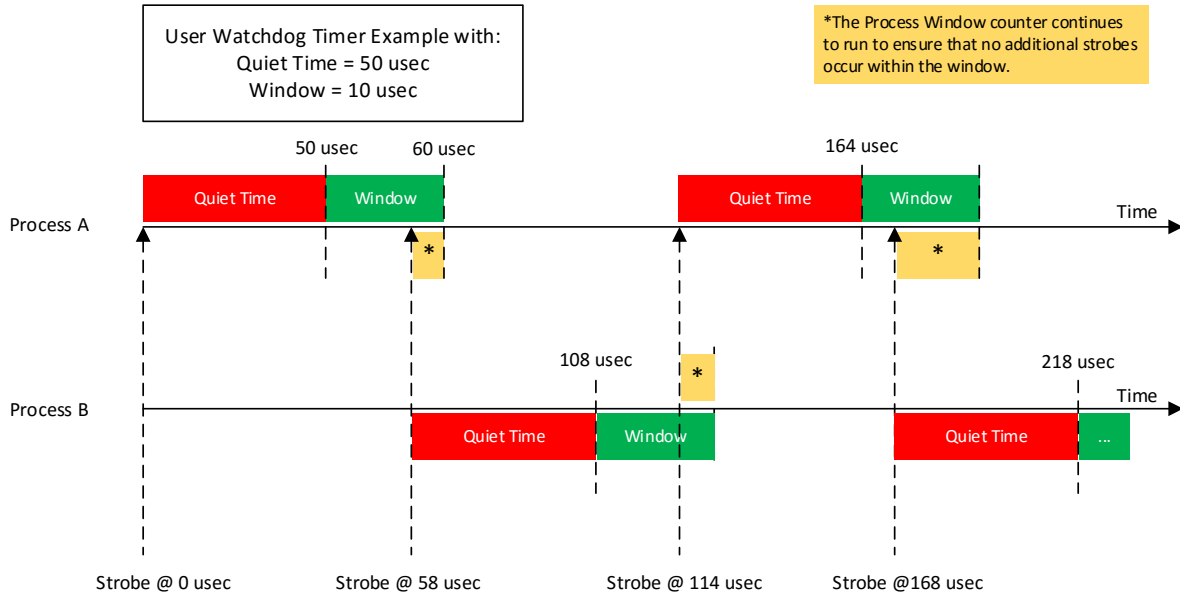 User Watchdog Timer Example with:
Quiet Time = 50 usec
Window = 10 usec
*The Process Window counter continues
to run to ensure that no additional strobes
occur within the window.
50 usec
60 usec
164 usec
Quiet Time
Window
Quiet Time
Window
Process A
Time
*
*
108 usec
*
218 usec
Process B
Time
Quiet Time
Window
Quiet Time
...
Strobe @ 0 usec
Strobe @ 58 usec
Strobe @ 114 usec
Strobe @168 usec